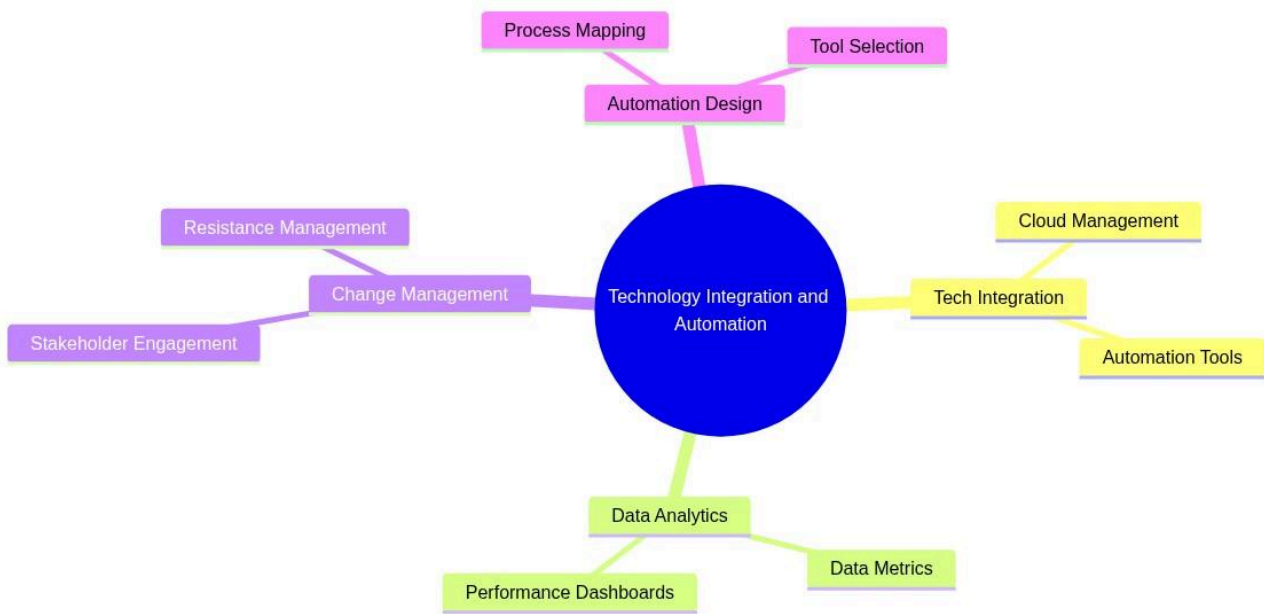 Process Mapping
Tool Selection
Automation Design
Resistance Management
Cloud Management
Change Management
Technology Integration and
Automation
Tech Integration
Stakeholder Engagement
Automation Tools
Data Analytics
Data Metrics
Performance Dashboards